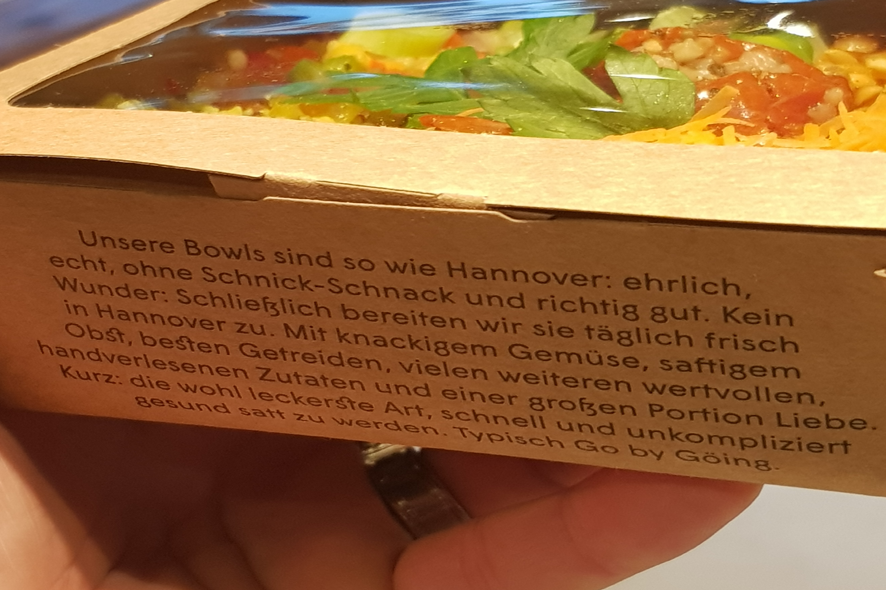 Unsere Bowls sind so wie Hannover: ehrlich,
echt, ohne Schnick-Schnack und richtig gut. Kein
Wunder: Schließlich bereiten wir sie täglich frisch
in Hannover zu. Mit knackigem Gemüse, saftigem
Obst, besten Getreiden, vielen weiteren wertvollen,
handverlesenen Zutaten und einer großen Portion Liebe.
Kurz: die wohl leckerste Art, schnell und unkompliziert
gesund satt zu werden. Typisch Go by Göing.